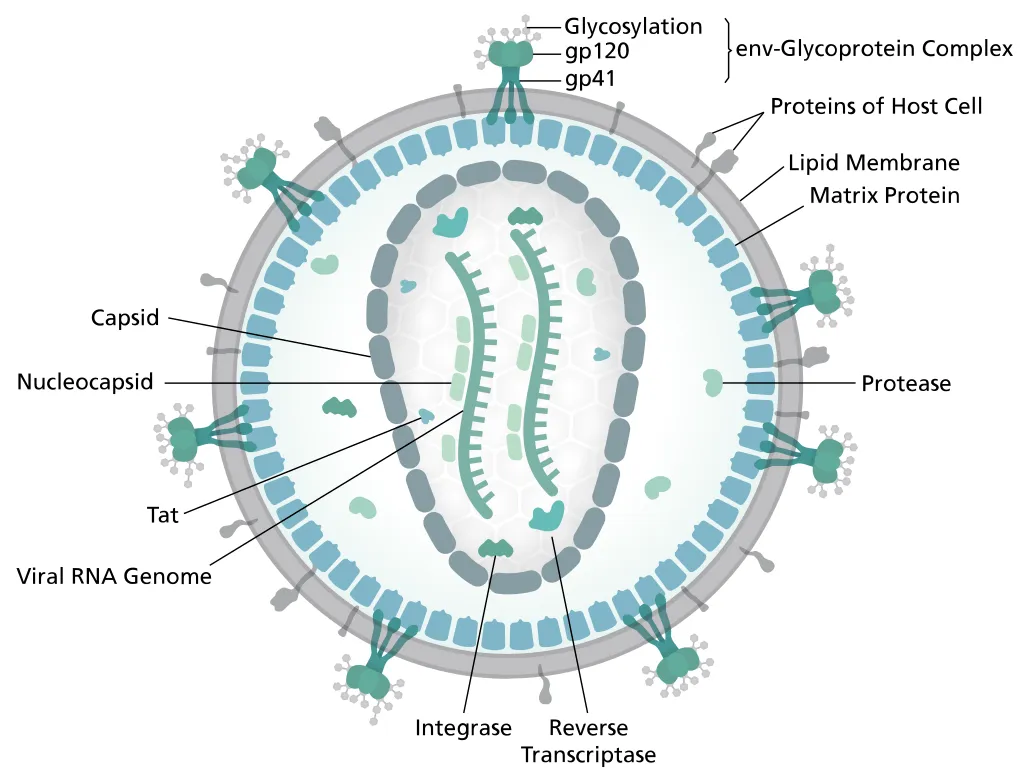 Glycosylation
gp120
gp41
env-Glycoprotein Complex
Proteins of Host Cell
Lipid Membrane
Matrix Protein
Capsid
Nucleocapsid
Protease
Tat
Viral RNA Genome
Integrase
Reverse
Transcriptase